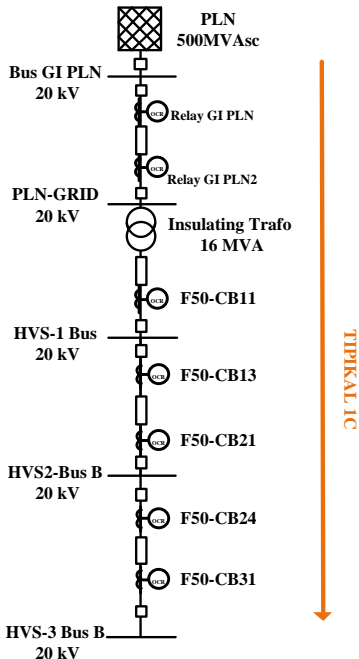 PLN
500MVAsc
Bus GI PLN
20 kV
OCR
Relay GI PLN
OCR
Relay GI PLN2
PLN-GRID
20 kV
Insulating Trafo
16 MVA
OCR
F50-CB11
HVS-1 Bus
20 kV
OCR
F50-CB13
OCR
F50-CB21
HVS2-Bus B
20 kV
OCR
F50-CB24
OCR
F50-CB31
HVS-3 Bus B
20 kV
TIPIKAL 1C